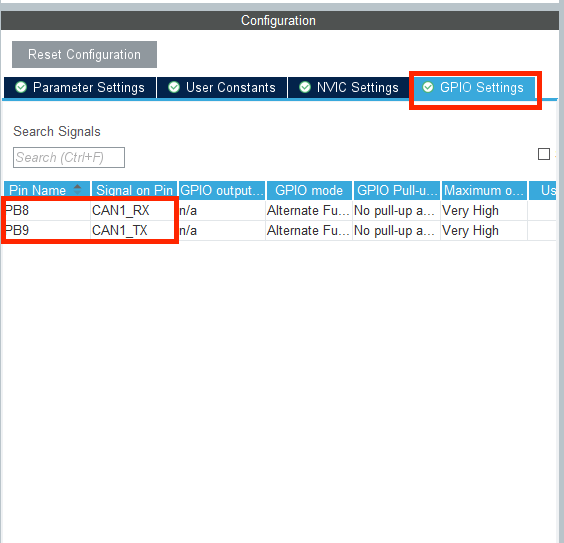 Configuration
Reset Configuration
Parameter Settings User Constants NVIC Settings GPIO Settings
Search Signals
Search (Ctrl+F)
Pin Name Signal on Pin GPIO output... GPIO mode GPIO Pull-u... Maximum o... Us
PB8 CAN1_RX n/a Alternate Fu... No pull-up a... Very High
PB9 CAN1_TX n/a Alternate Fu... No pull-up a... Very High